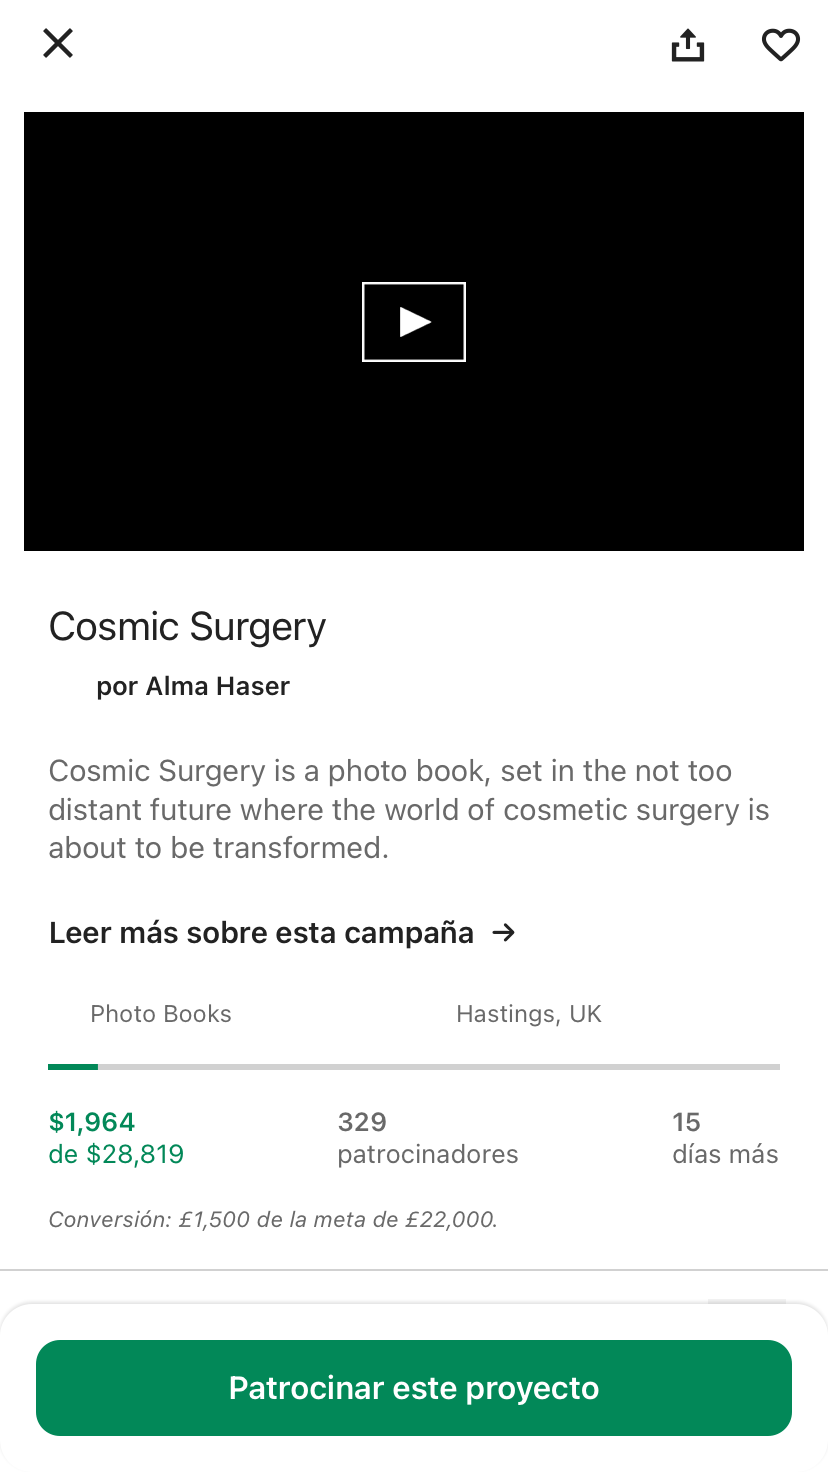 Cosmic Surgery
por Alma Haser
Cosmic Surgery is a photo book, set in the not too
distant future where the world of cosmetic surgery is
about to be transformed.
Leer más sobre esta campaña →
Photo Books
Hastings, UK
$1,964
de $28,819
329
patrocinadores
15
días más
Conversión: £1,500 de la meta de £22,000.
Patrocinar este proyecto